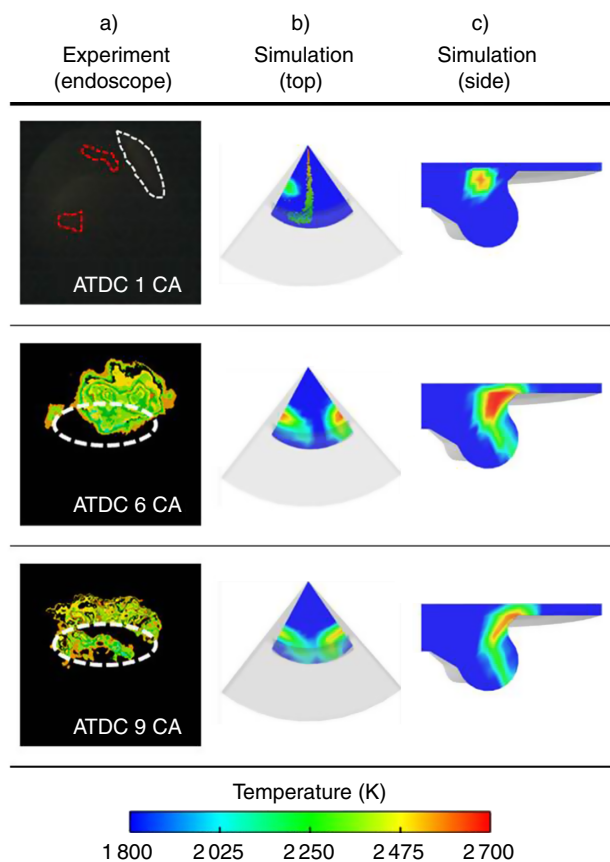 a)
b)
c)
Experiment
(endoscope)
Simulation
(top)
Simulation
(side)
ATDC 1 CA
ATDC 6 CA
ATDC 9 CA
Temperature (K)
1 800
2 025
2 250
2 475
2 700